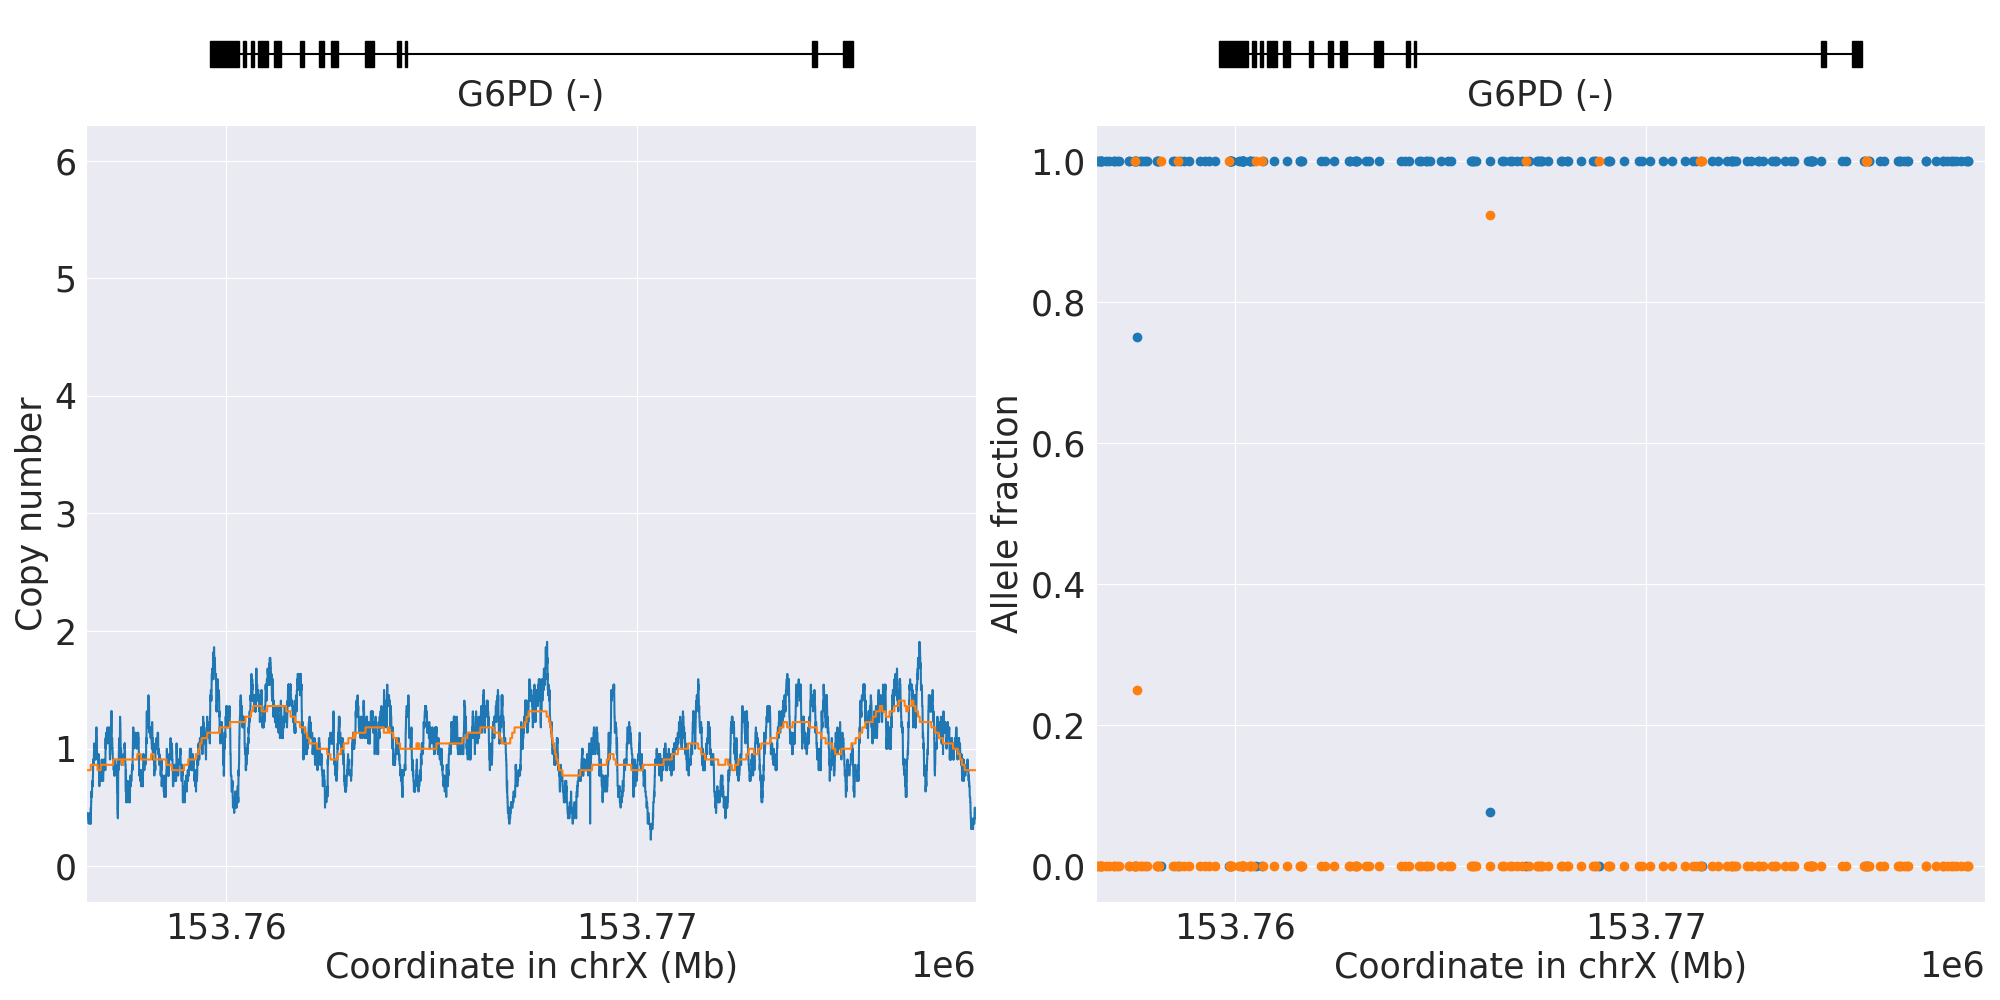 G6PD (-)
6
5
4
3
2
1
0
Copy number
153.76
153.77
Coordinate in chrX (Mb)
1e6
G6PD (-)
1.0
0.8
0.6
0.4
0.2
0.0
Allele fraction
153.76
153.77
Coordinate in chrX (Mb)
1e6